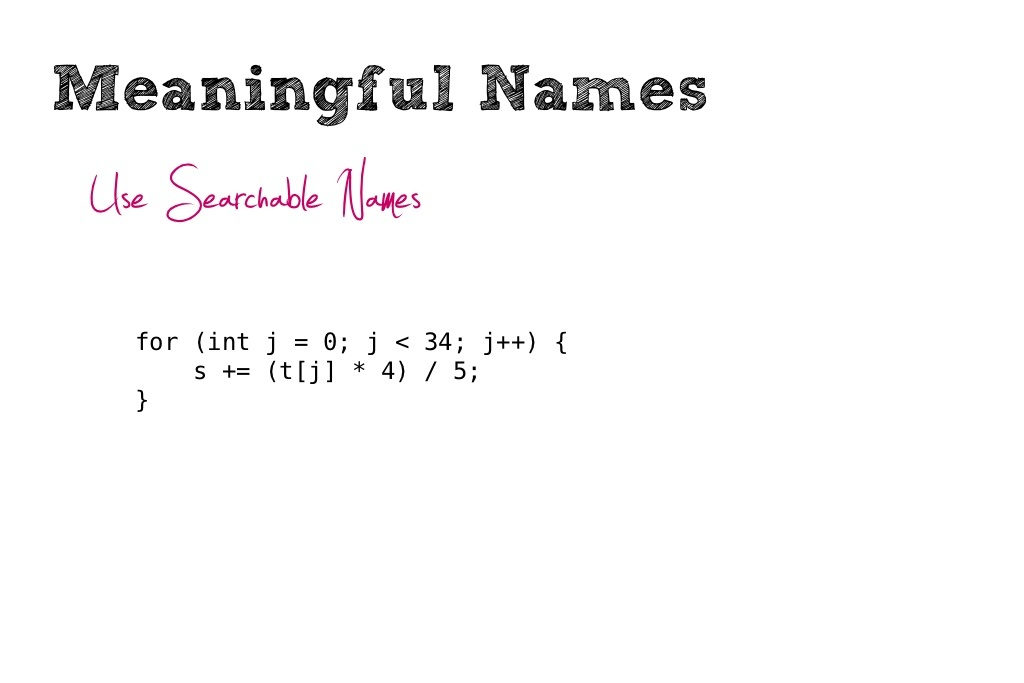 Meaningful Names
Use Searchable Names
for (int j = 0; j < 34; j++) {
    s += (t[j] * 4) / 5;
}